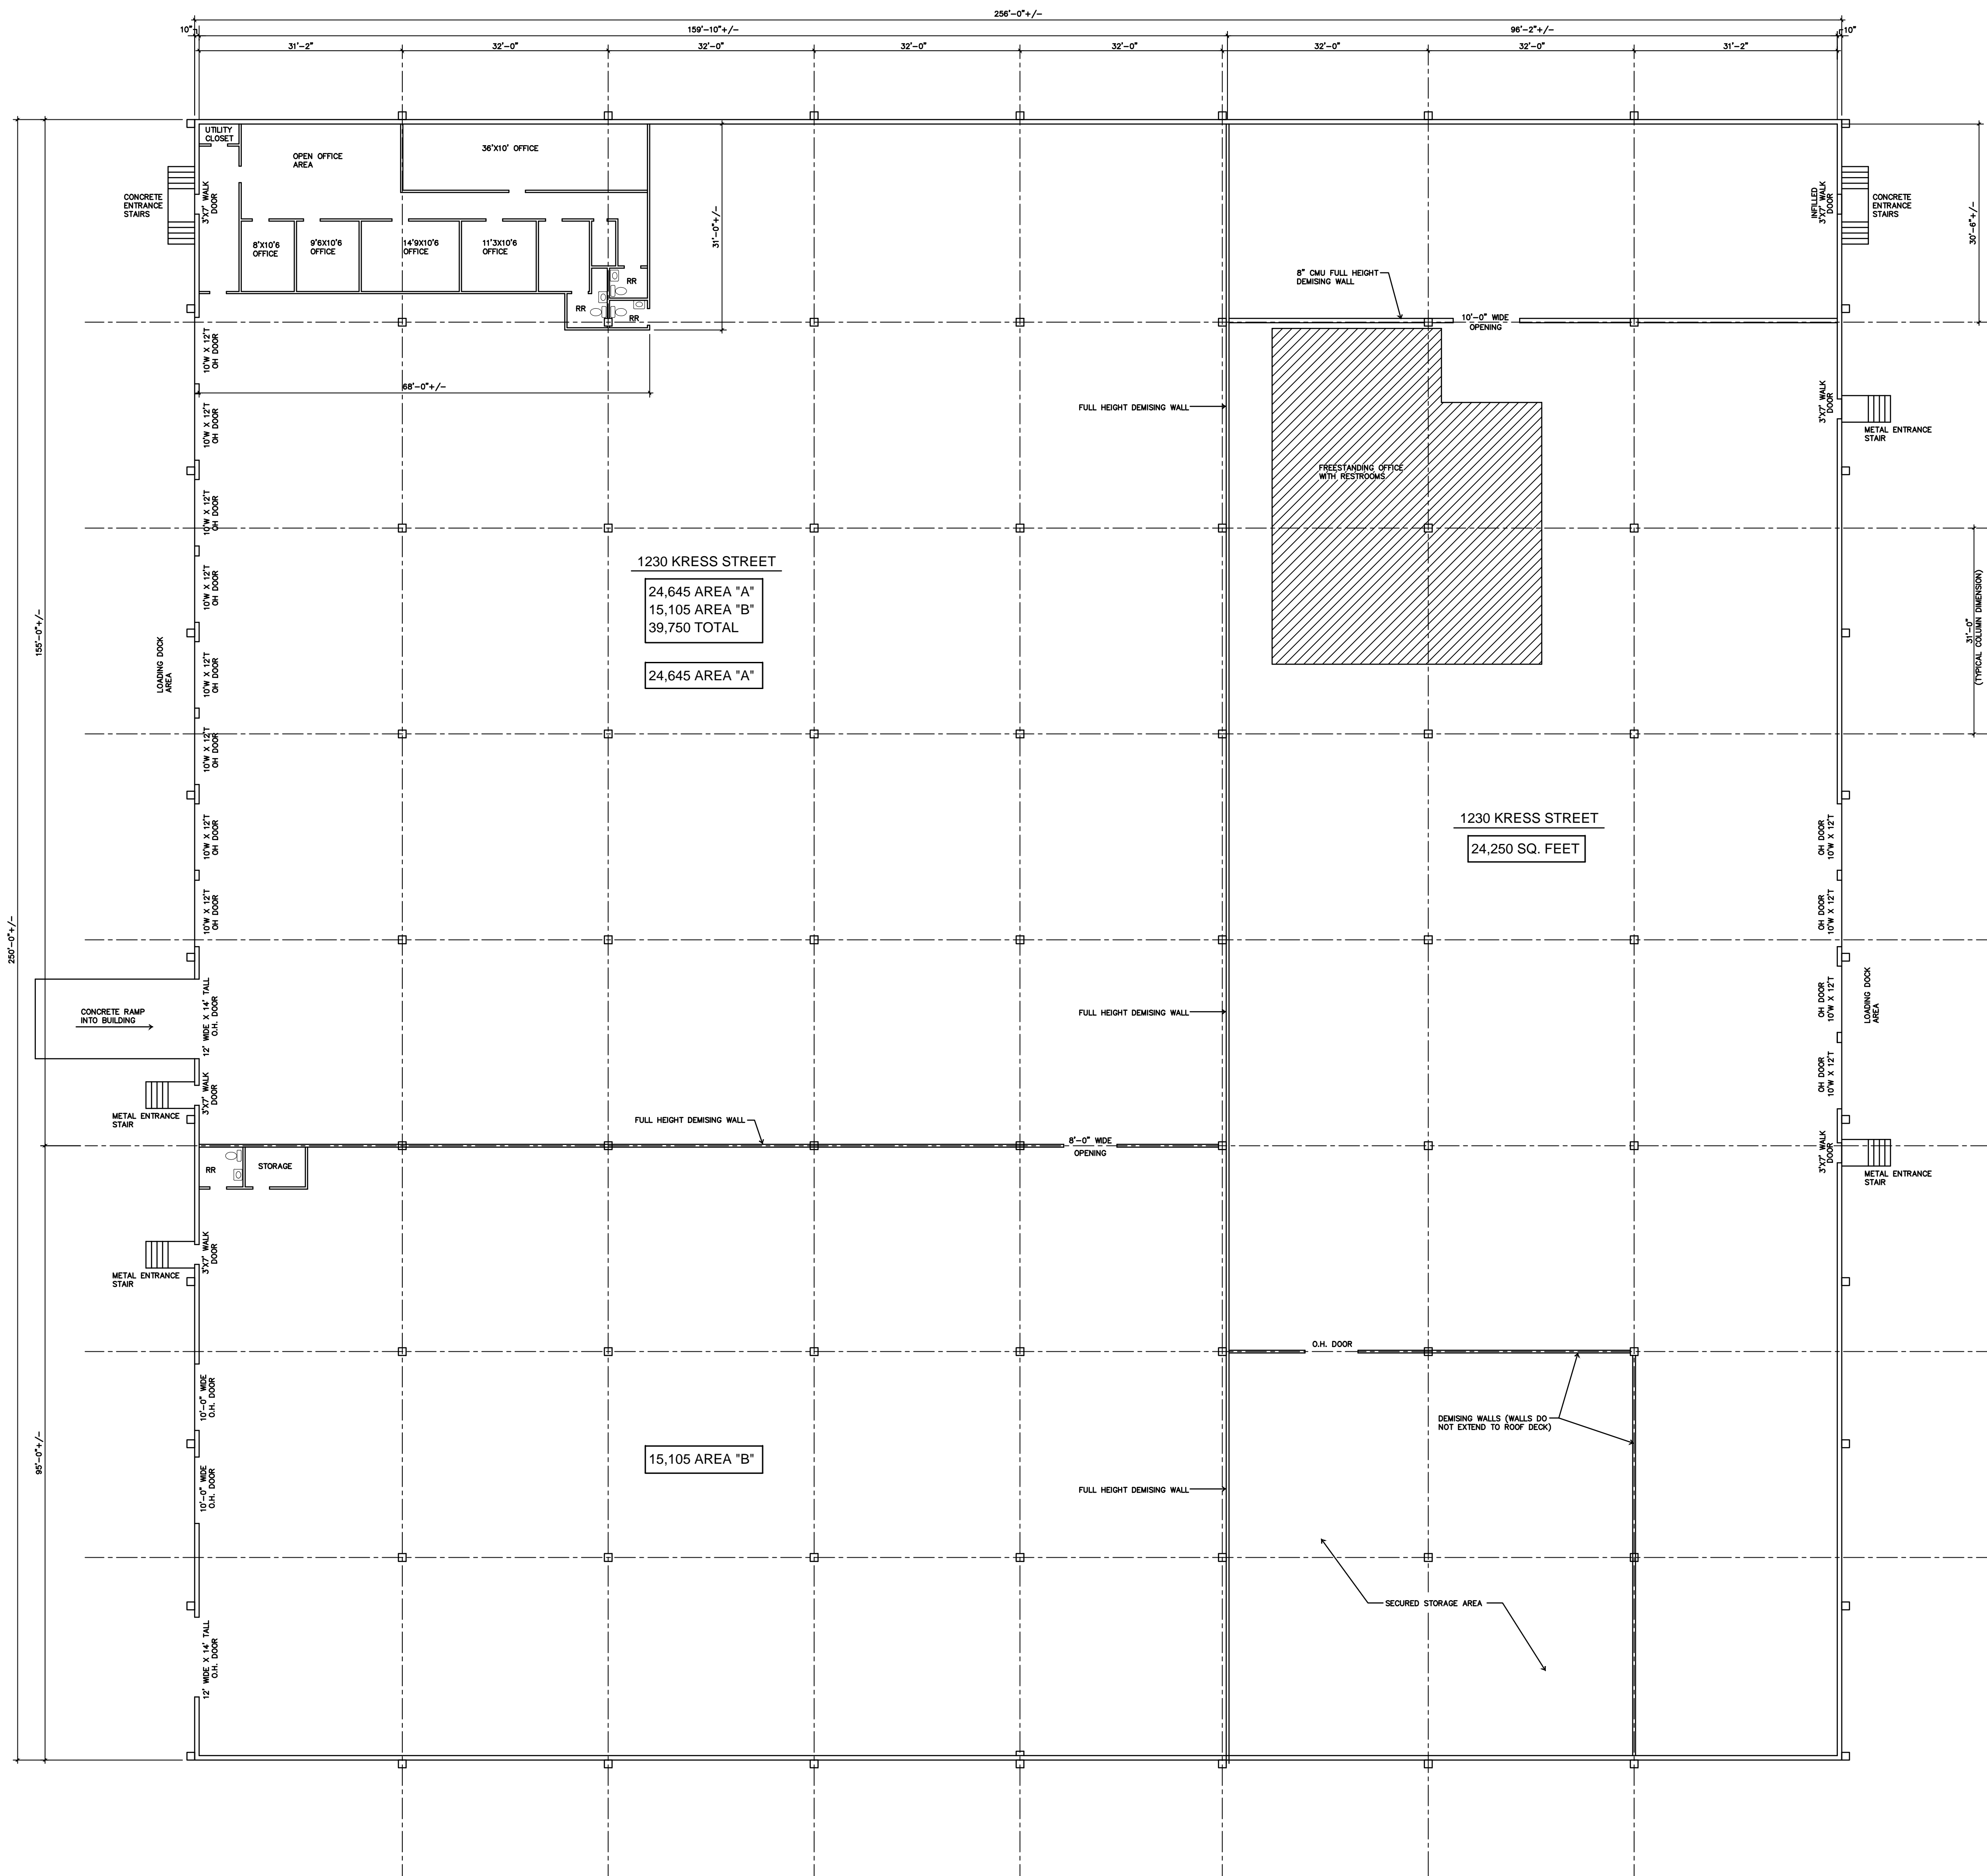 256'-0"+/-
10"
159'-10"+/-
96'-2"+/-
10"
31'-2"
32'-0"
32'-0"
32'-0"
32'-0"
32'-0"
32'-0"
31'-2"
UTILITY
CLOSET
OPEN OFFICE
AREA
36'X10' OFFICE
CONCRETE
ENTRANCE
STAIRS
3'X7' WALK
DOOR
8'X10'6
OFFICE
9'6X10'6
OFFICE
14'9X10'6
OFFICE
11'3X10'6
OFFICE
RR
RR
RR
31'-0"+/-
68'-0"+/-
INFILLED
3'X7' WALK
DOOR
CONCRETE
ENTRANCE
STAIRS
30'-6"+/-
8" CMU FULL HEIGHT
DEMISING WALL
10'-0" WIDE
OPENING
10'W X 12'T
OH DOOR
10'W X 12'T
OH DOOR
10'W X 12'T
OH DOOR
10'W X 12'T
OH DOOR
10'W X 12'T
OH DOOR
10'W X 12'T
OH DOOR
10'W X 12'T
OH DOOR
10'W X 12'T
OH DOOR
FULL HEIGHT DEMISING WALL
3'X7' WALK
DOOR
METAL ENTRANCE
STAIR
FREESTANDING OFFICE
WITH RESTROOMS
1230 KRESS STREET
24,645 AREA "A"
15,105 AREA "B"
39,750 TOTAL
24,645 AREA "A"
155'-0"+/-
LOADING DOCK
AREA
31'-0"
(TYPICAL COLUMN DIMENSION)
1230 KRESS STREET
24,250 SQ. FEET
OH DOOR
10'W X 12'T
OH DOOR
10'W X 12'T
OH DOOR
10'W X 12'T
OH DOOR
10'W X 12'T
LOADING DOCK
AREA
250'-0"+/-
CONCRETE RAMP
INTO BUILDING
12' WIDE X 14' TALL
O.H. DOOR
FULL HEIGHT DEMISING WALL
3'X7' WALK
DOOR
METAL ENTRANCE
STAIR
FULL HEIGHT DEMISING WALL
8'-0" WIDE
OPENING
3'X7' WALK
DOOR
METAL ENTRANCE
STAIR
RR
STORAGE
3'X7' WALK
DOOR
METAL ENTRANCE
STAIR
O.H. DOOR
10'-0" WIDE
O.H. DOOR
10'-0" WIDE
O.H. DOOR
95'-0"+/-
15,105 AREA "B"
DEMISING WALLS (WALLS DO
NOT EXTEND TO ROOF DECK)
FULL HEIGHT DEMISING WALL
SECURED STORAGE AREA
12' WIDE X 14' TALL
O.H. DOOR